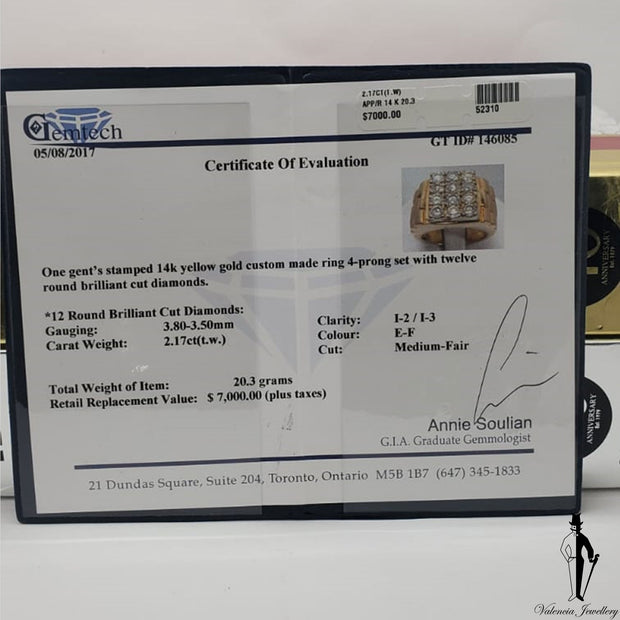 2.17CT(T.W)
APP/R 14 K 20.3
$7000.00
52310
Gemtech
05/08/2017
GT ID# 146085
Certificate Of Evaluation
One gent's stamped 14k yellow gold custom made ring 4-prong set with twelve
round brilliant cut diamonds.
*12 Round Brilliant Cut Diamonds:
Gauging: 3.80-3.50mm
Carat Weight: 2.17ct(t.w.)
Clarity: I-2 / I-3
Colour: E-F
Cut: Medium-Fair
Total Weight of Item: 20.3 grams
Retail Replacement Value: $ 7,000.00 (plus taxes)
Annie Soulian
G.I.A. Graduate Gemmologist
21 Dundas Square, Suite 204, Toronto, Ontario M5B 1B7 (647) 345-1833
ANNIVERSARY
Est. 1979
ANNIVERSARY
Est. 1979
Valencia Jewellery